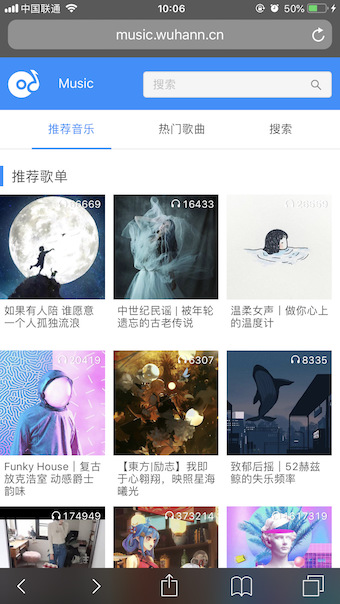 中国联通
10:06
50%
music.wuhann.cn
Music
搜索
推荐音乐
热门歌曲
搜索
推荐歌单
16433
如果有人陪 谁愿意
一个人孤独流浪
中世纪民谣 | 被年轮
遗忘的古老传说
温柔女声｜做你心上
的温度计
20419
6307
8335
Funky House｜复古
放克浩室 动感爵士
韵味
【東方|励志】我即
于心翱翔，映照星海
曦光
致郁后摇｜52赫兹
鲸的失乐频率
174949
373214
4617319